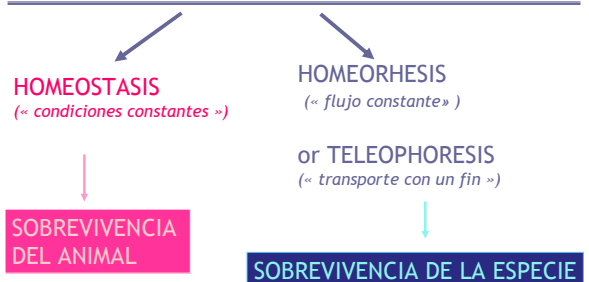 HOMEOSTASIS
(« condiciones constantes »)
SOBREVIVENCIA
DEL ANIMAL
HOMEORHESIS
(« flujo constante» )
or TELEOPHORESIS
(« transporte con un fin »)
SOBREVIVENCIA DE LA ESPECIE